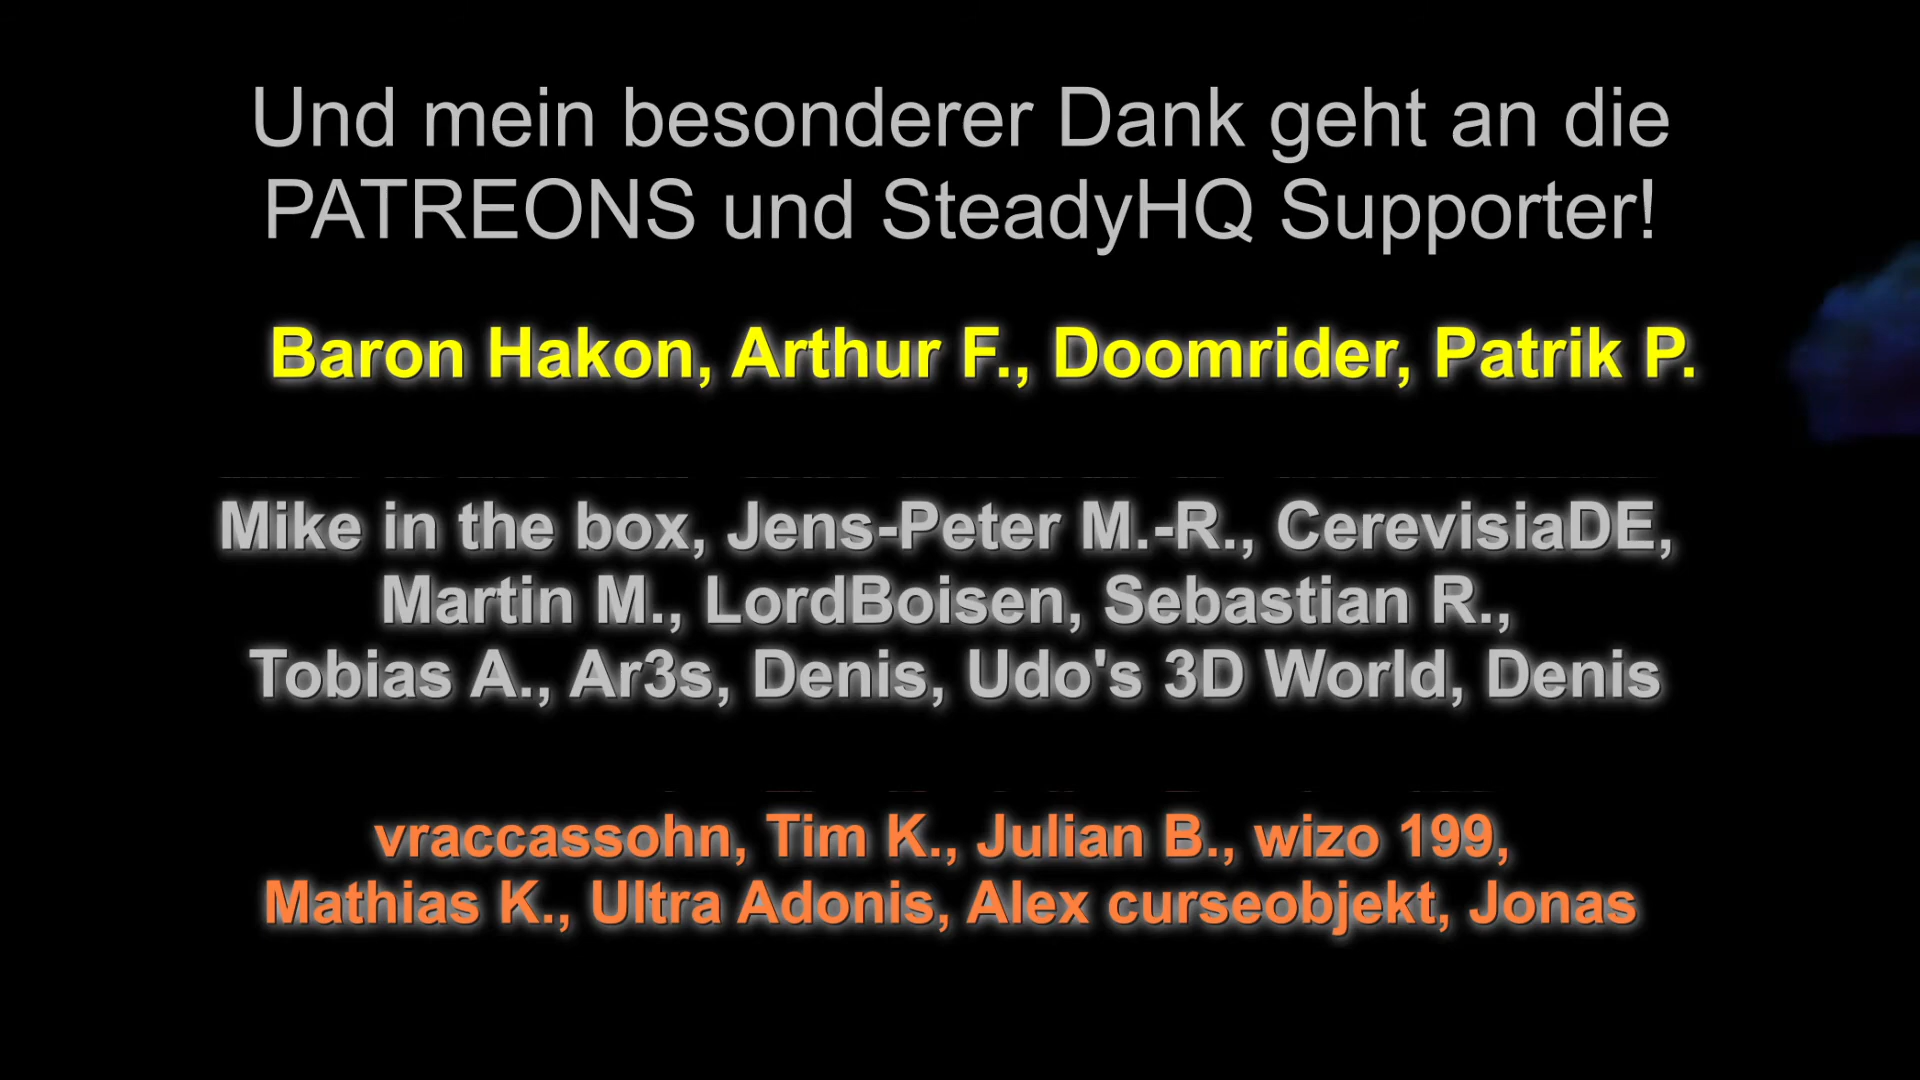 Und mein besonderer Dank geht an die
PATREONS und SteadyHQ Supporter!
Baron Hakon, Arthur F., Doomrider, Patrik P.
Mike in the box, Jens-Peter M.-R., CerevisiaDE,
Martin M., LordBoisen, Sebastian R.,
Tobias A., Ar3s, Denis, Udo's 3D World, Denis
vraccassohn, Tim K., Julian B., wizo 199,
Mathias K., Ultra Adonis, Alex curseobjekt, Jonas